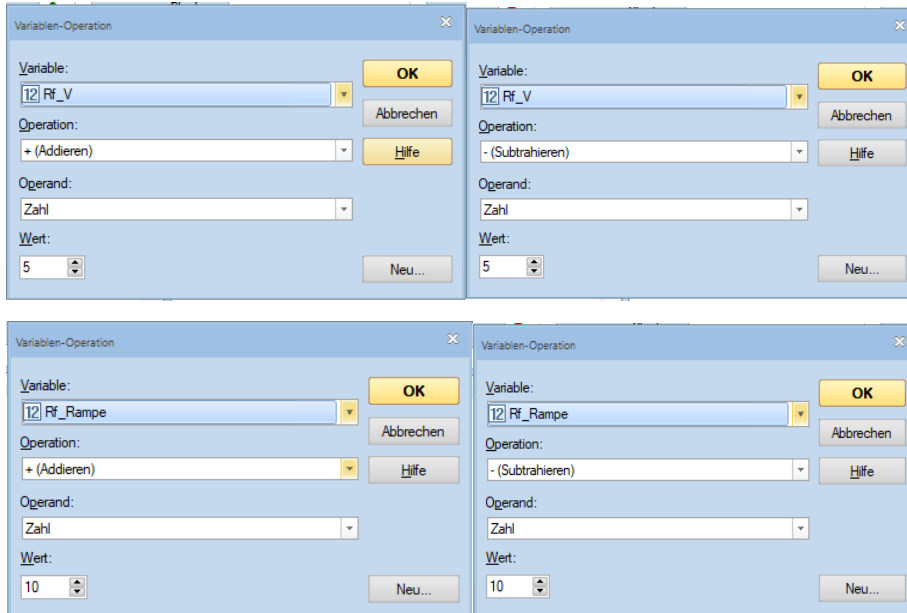 Variablen-Operation
Variable:
12 Rf_V
OK
Abbrechen
Operation:
+ (Addieren)
Hilfe
Operand:
Zahl
Wert:
5
Neu...
Variablen-Operation
Variable:
12 Rf_V
OK
Abbrechen
Operation:
- (Subtrahieren)
Hilfe
Operand:
Zahl
Wert:
5
Neu...
Variablen-Operation
Variable:
12 Rf_Rampe
OK
Abbrechen
Operation:
+ (Addieren)
Hilfe
Operand:
Zahl
Wert:
10
Neu...
Variablen-Operation
Variable:
12 Rf_Rampe
OK
Abbrechen
Operation:
- (Subtrahieren)
Hilfe
Operand:
Zahl
Wert:
10
Neu...